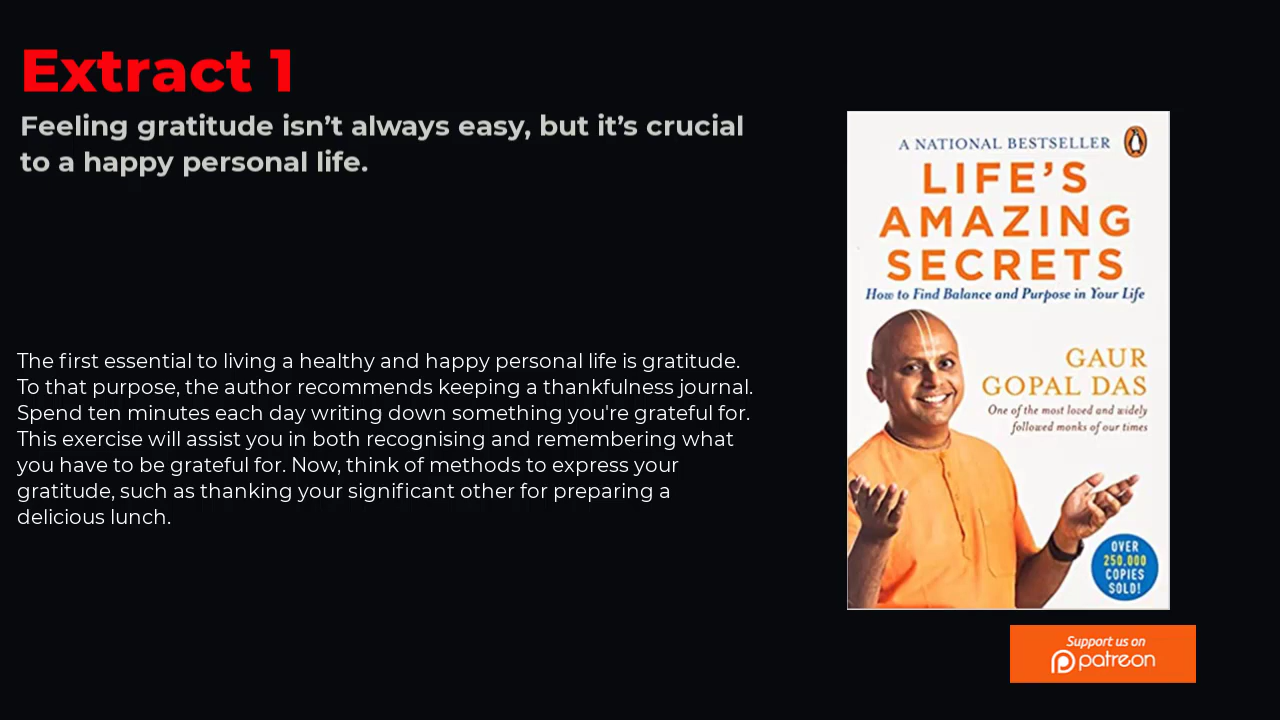 Extract 1
Feeling gratitude isn’t always easy, but it’s crucial
to a happy personal life.
The first essential to living a healthy and happy personal life is gratitude.
To that purpose, the author recommends keeping a thankfulness journal.
Spend ten minutes each day writing down something you're grateful for.
This exercise will assist you in both recognising and remembering what
you have to be grateful for. Now, think of methods to express your
gratitude, such as thanking your significant other for preparing a
delicious lunch.
A NATIONAL BESTSELLER
LIFE’S
AMAZING
SECRETS
How to Find Balance and Purpose in Your Life
GAUR
GOPAL DAS
One of the most loved and widely
followed monks of our times
OVER
250,000
COPIES
SOLD!
Support us on
patreon